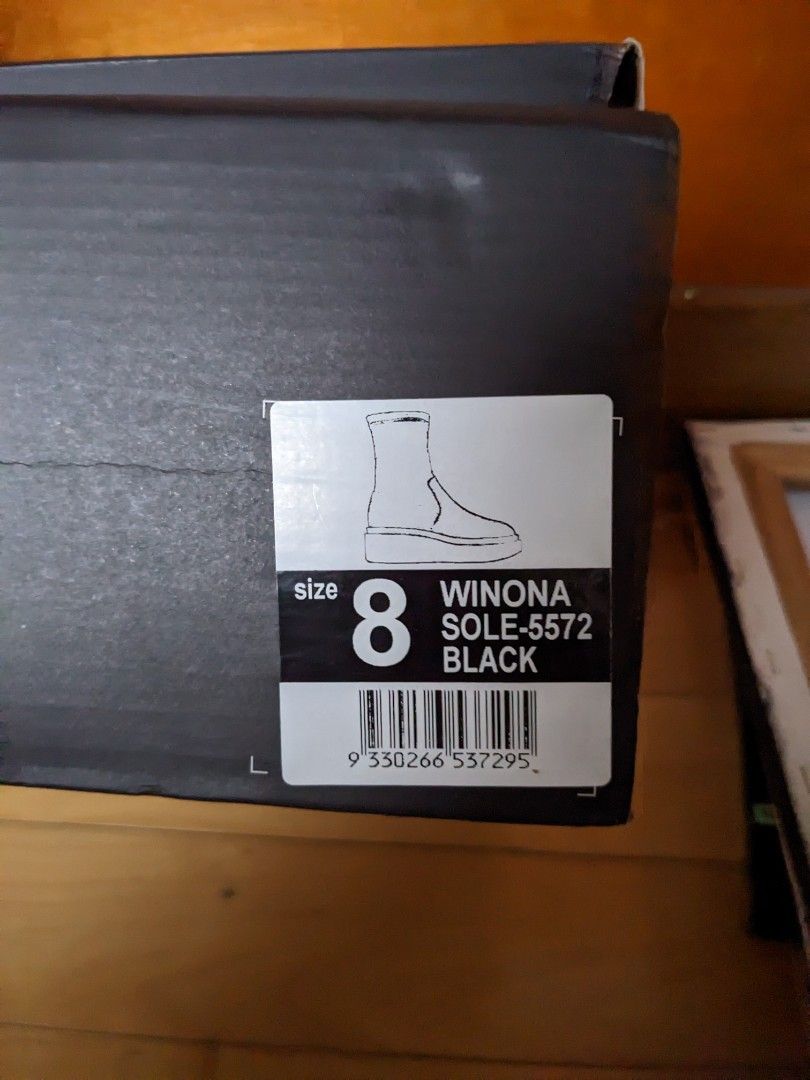 size
8
WINONA
SOLE-5572
BLACK
9 330266 537295